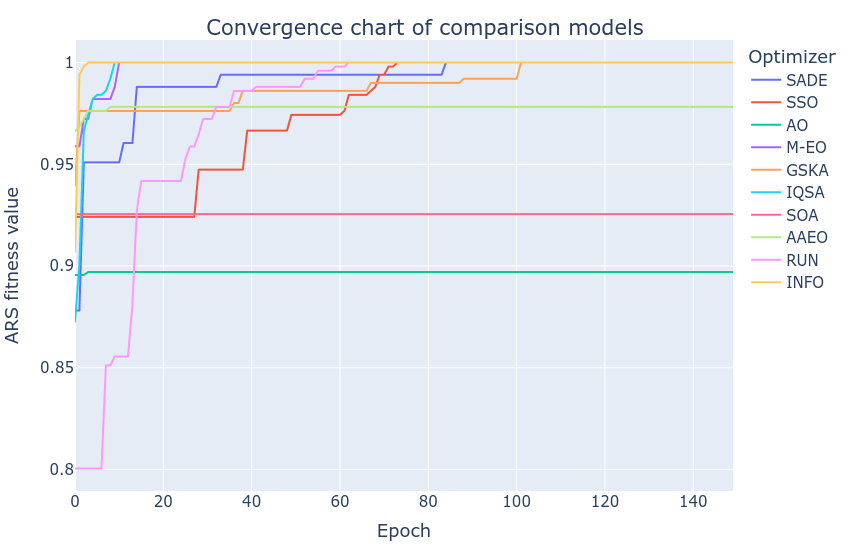 Convergence chart of comparison models
ARS fitness value
1
0.95
0.9
0.85
0.8
0
20
40
60
80
100
120
140
Epoch
Optimizer
SADE
SSO
AO
M-EO
GSKA
IQSA
SOA
AAEO
RUN
INFO